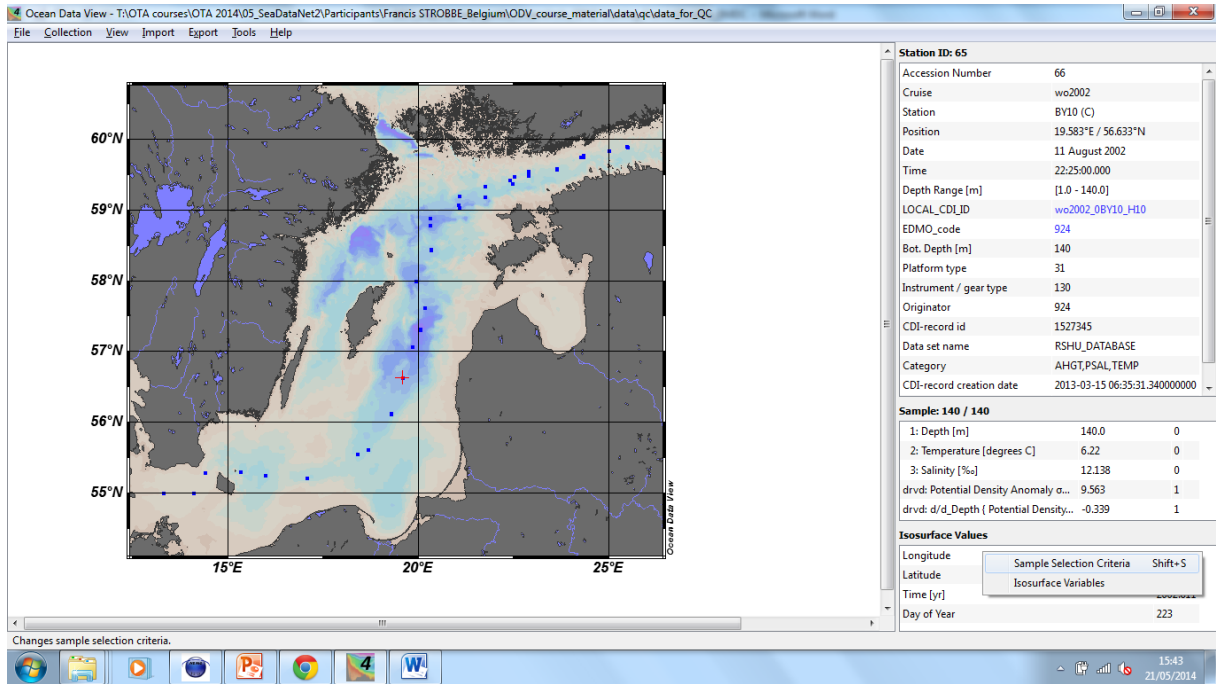 Ocean Data View - T:\OTA courses\OTA 2014\05_SeaDataNet2\Participants\Francis STROBBE_Belgium\ODV_course_material\data\qc\data_for_QC
File Collection View Import Export Tools Help
60°N
59°N
58°N
57°N
56°N
55°N
15°E 20°E 25°E
Ocean Data View
Station ID: 65
Accession Number 66
Cruise wo2002
Station BY10 (C)
Position 19.583°E / 56.633°N
Date 11 August 2002
Time 22:25:00.000
Depth Range [m] [1.0 - 140.0]
LOCAL_CDI_ID wo2002_0BY10_H10
EDMO_code 924
Bot. Depth [m] 140
Platform type 31
Instrument / gear type 130
Originator 924
CDI-record id 1527345
Data set name RSHU_DATABASE
Category AHGT,PSAL,TEMP
CDI-record creation date 2013-03-15 06:35:31.340000000
Sample: 140 / 140
1: Depth [m] 140.0 0
2: Temperature [degrees C] 6.22 0
3: Salinity [‰] 12.138 0
drvd: Potential Density Anomaly σ... 9.563 1
drvd: d/d_Depth ( Potential Density... -0.339 1
Isosurface Values
Longitude
Latitude
Time [yr]
Day of Year 223
Sample Selection Criteria Shift+S
Isosurface Variables
Changes sample selection criteria.
4
W
15:43
21/05/2014